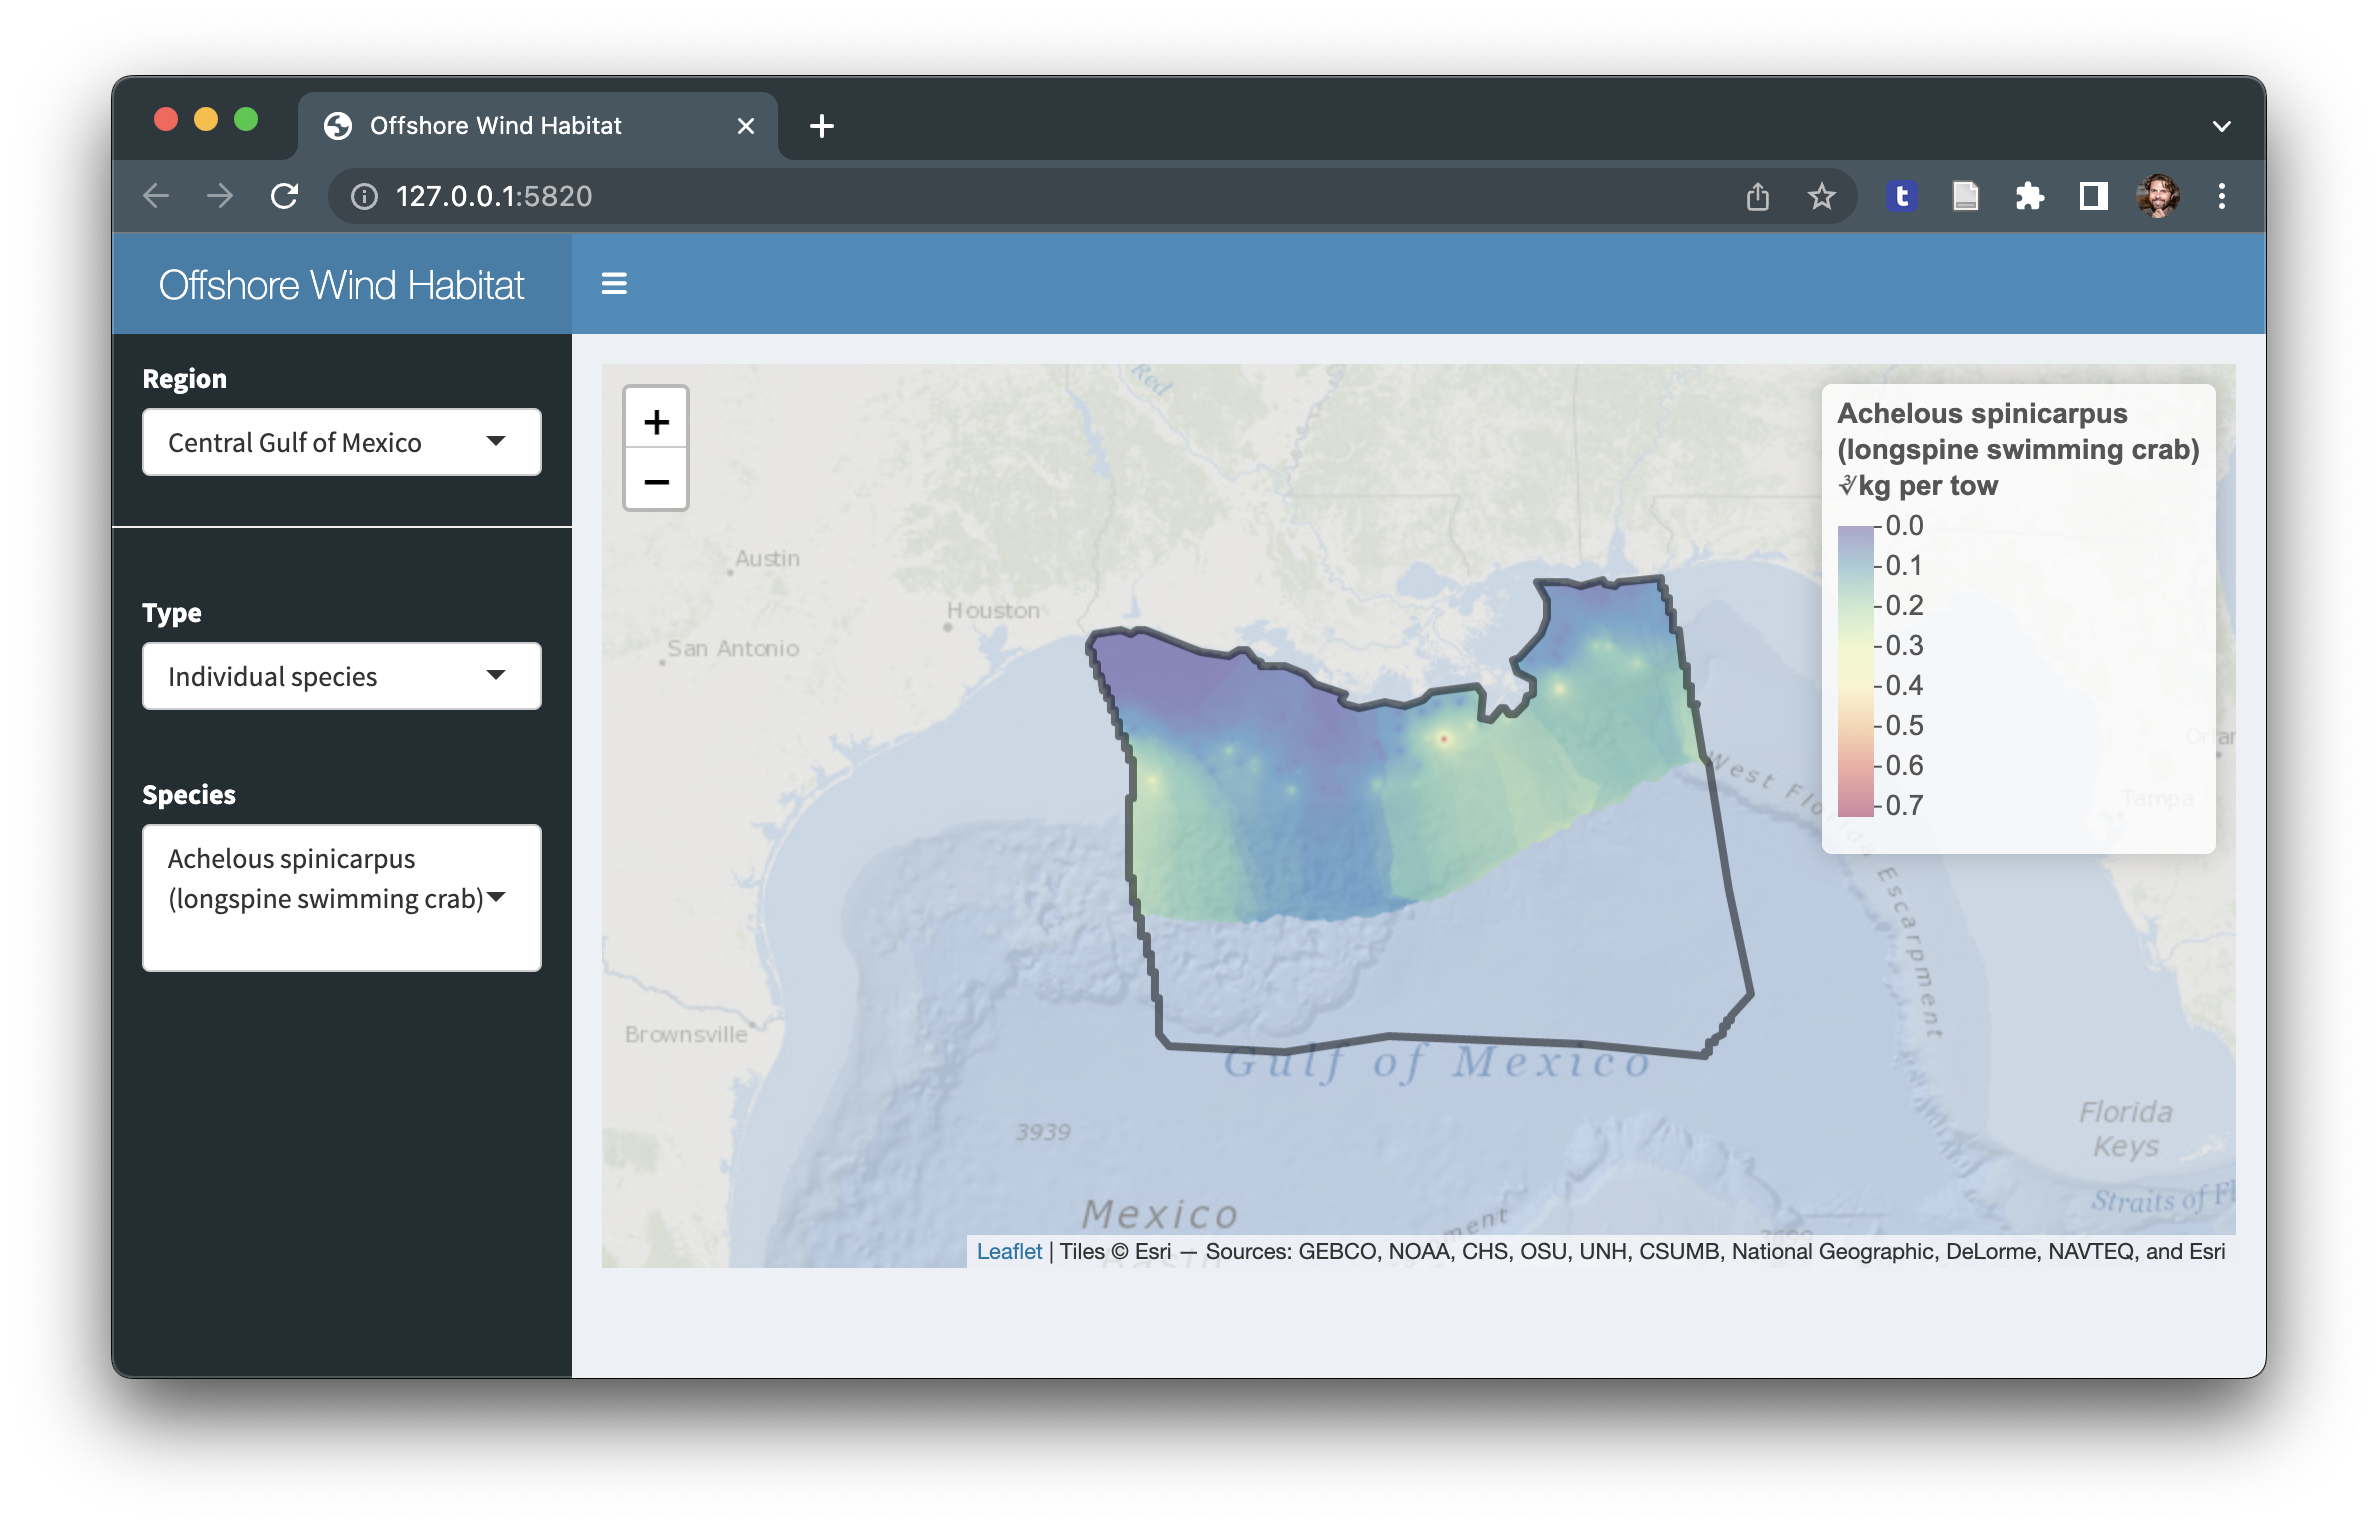 Offshore Wind Habitat
127.0.0.1:5820
t
Offshore Wind Habitat
Region
Central Gulf of Mexico
Type
Individual species
Species
Achelous spinicarpus
(longspine swimming crab)
+
−
Achelous spinicarpus
(longspine swimming crab)
∛kg per tow
0.0
0.1
0.2
0.3
0.4
0.5
0.6
0.7
Red
Austin
Houston
San Antonio
Tampa
West Florida Escarpment
Brownsville
Gulf of Mexico
3939
Florida
Keys
Straits of Fl
Mexico
Basin
Leaflet | Tiles © Esri — Sources: GEBCO, NOAA, CHS, OSU, UNH, CSUMB, National Geographic, DeLorme, NAVTEQ, and Esri